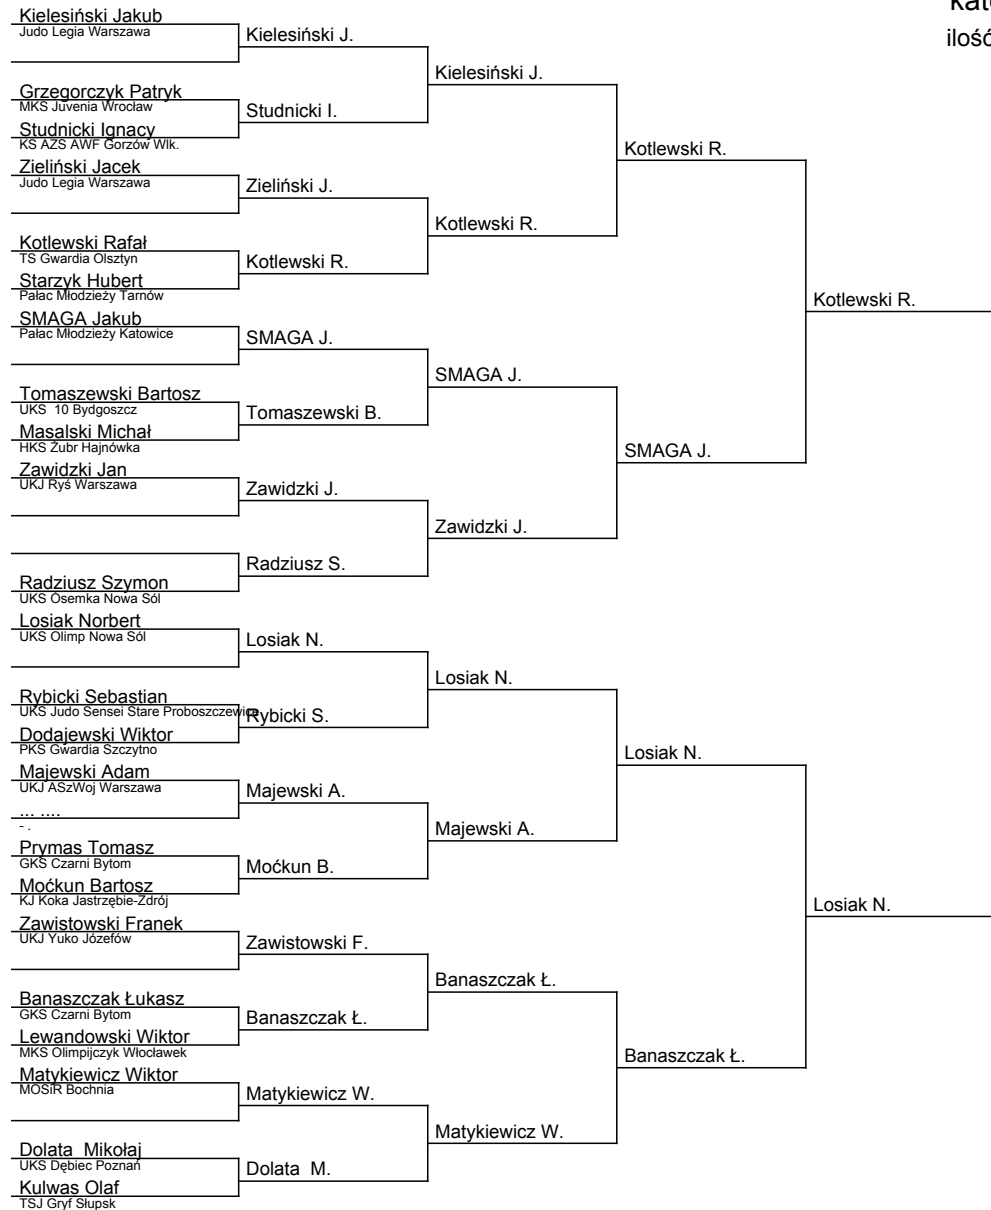 kat
ilość
Kielesiński Jakub
Judo Legia Warszawa
Grzegorczyk Patryk
MKS Juvenia Wrocław
Studnicki Ignacy
KS AZS AWF Gorzów Wlk.
Zieliński Jacek
Judo Legia Warszawa
Kotlewski Rafał
TS Gwardia Olsztyn
Starzyk Hubert
Pałac Młodzieży Tarnów
SMAGA Jakub
Pałac Młodzieży Katowice
Tomaszewski Bartosz
UKS 10 Bydgoszcz
Masalski Michał
HKS Żubr Hajnówka
Zawidzki Jan
UKJ Ryś Warszawa
Radziusz Szymon
UKS Ósemka Nowa Sól
Losiak Norbert
UKS Olimp Nowa Sól
Rybicki Sebastian
UKS Judo Sensei Stare Proboszczewice
Dodajewski Wiktor
PKS Gwardia Szczytno
Majewski Adam
UKJ ASzWoj Warszawa
... ....
- .
Prymas Tomasz
GKS Czarni Bytom
Moćkun Bartosz
KJ Koka Jastrzębie-Zdrój
Zawistowski Franek
UKJ Yuko Józefów
Banaszczak Łukasz
GKS Czarni Bytom
Lewandowski Wiktor
MKS Olimpijczyk Włocławek
Matykiewicz Wiktor
MOSiR Bochnia
Dolata Mikołaj
UKS Dębiec Poznań
Kulwas Olaf
TSJ Gryf Słupsk
Kielesiński J.
Studnicki I.
Zieliński J.
Kotlewski R.
SMAGA J.
Tomaszewski B.
Zawidzki J.
Radziusz S.
Losiak N.
Rybicki S.
Majewski A.
Moćkun B.
Zawistowski F.
Banaszczak Ł.
Matykiewicz W.
Dolata M.
Kielesiński J.
Kotlewski R.
SMAGA J.
Zawidzki J.
Losiak N.
Majewski A.
Banaszczak Ł.
Matykiewicz W.
Kotlewski R.
SMAGA J.
Losiak N.
Banaszczak Ł.
Kotlewski R.
Losiak N.